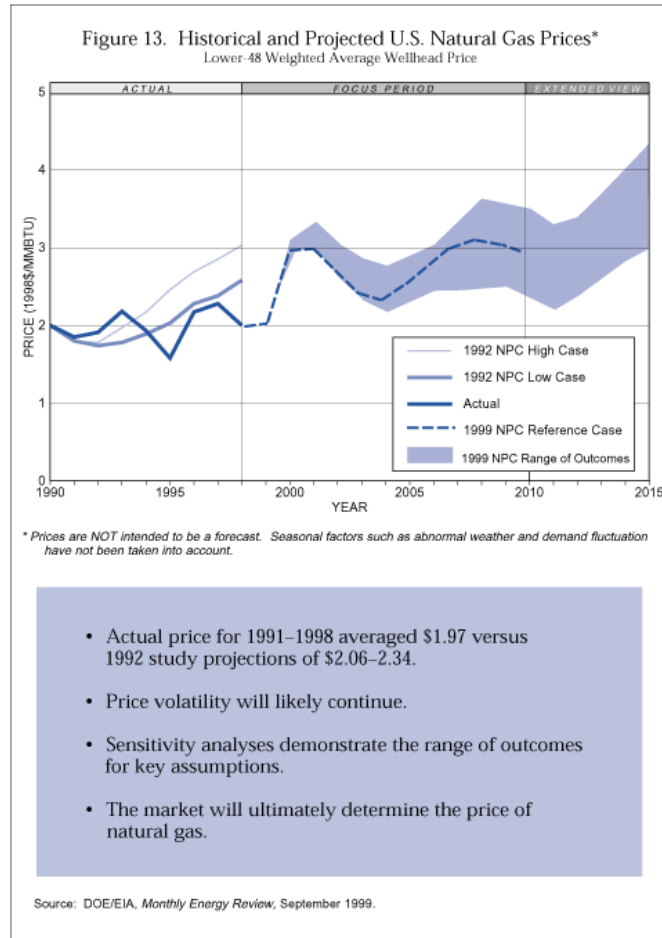 Figure 13. Historical and Projected U.S. Natural Gas Prices*
Lower-48 Weighted Average Wellhead Price
ACTUAL
FOCUS PERIOD
EXTENDED VIEW
5
4
3
2
1
0
PRICE (1998$/MMBTU)
1992 NPC High Case
1992 NPC Low Case
Actual
1999 NPC Reference Case
1999 NPC Range of Outcomes
1990
1995
2000
2005
2010
2015
YEAR
* Prices are NOT intended to be a forecast. Seasonal factors such as abnormal weather and demand fluctuation
have not been taken into account.
• Actual price for 1991–1998 averaged $1.97 versus
1992 study projections of $2.06–2.34.
• Price volatility will likely continue.
• Sensitivity analyses demonstrate the range of outcomes
for key assumptions.
• The market will ultimately determine the price of
natural gas.
Source: DOE/EIA, Monthly Energy Review, September 1999.